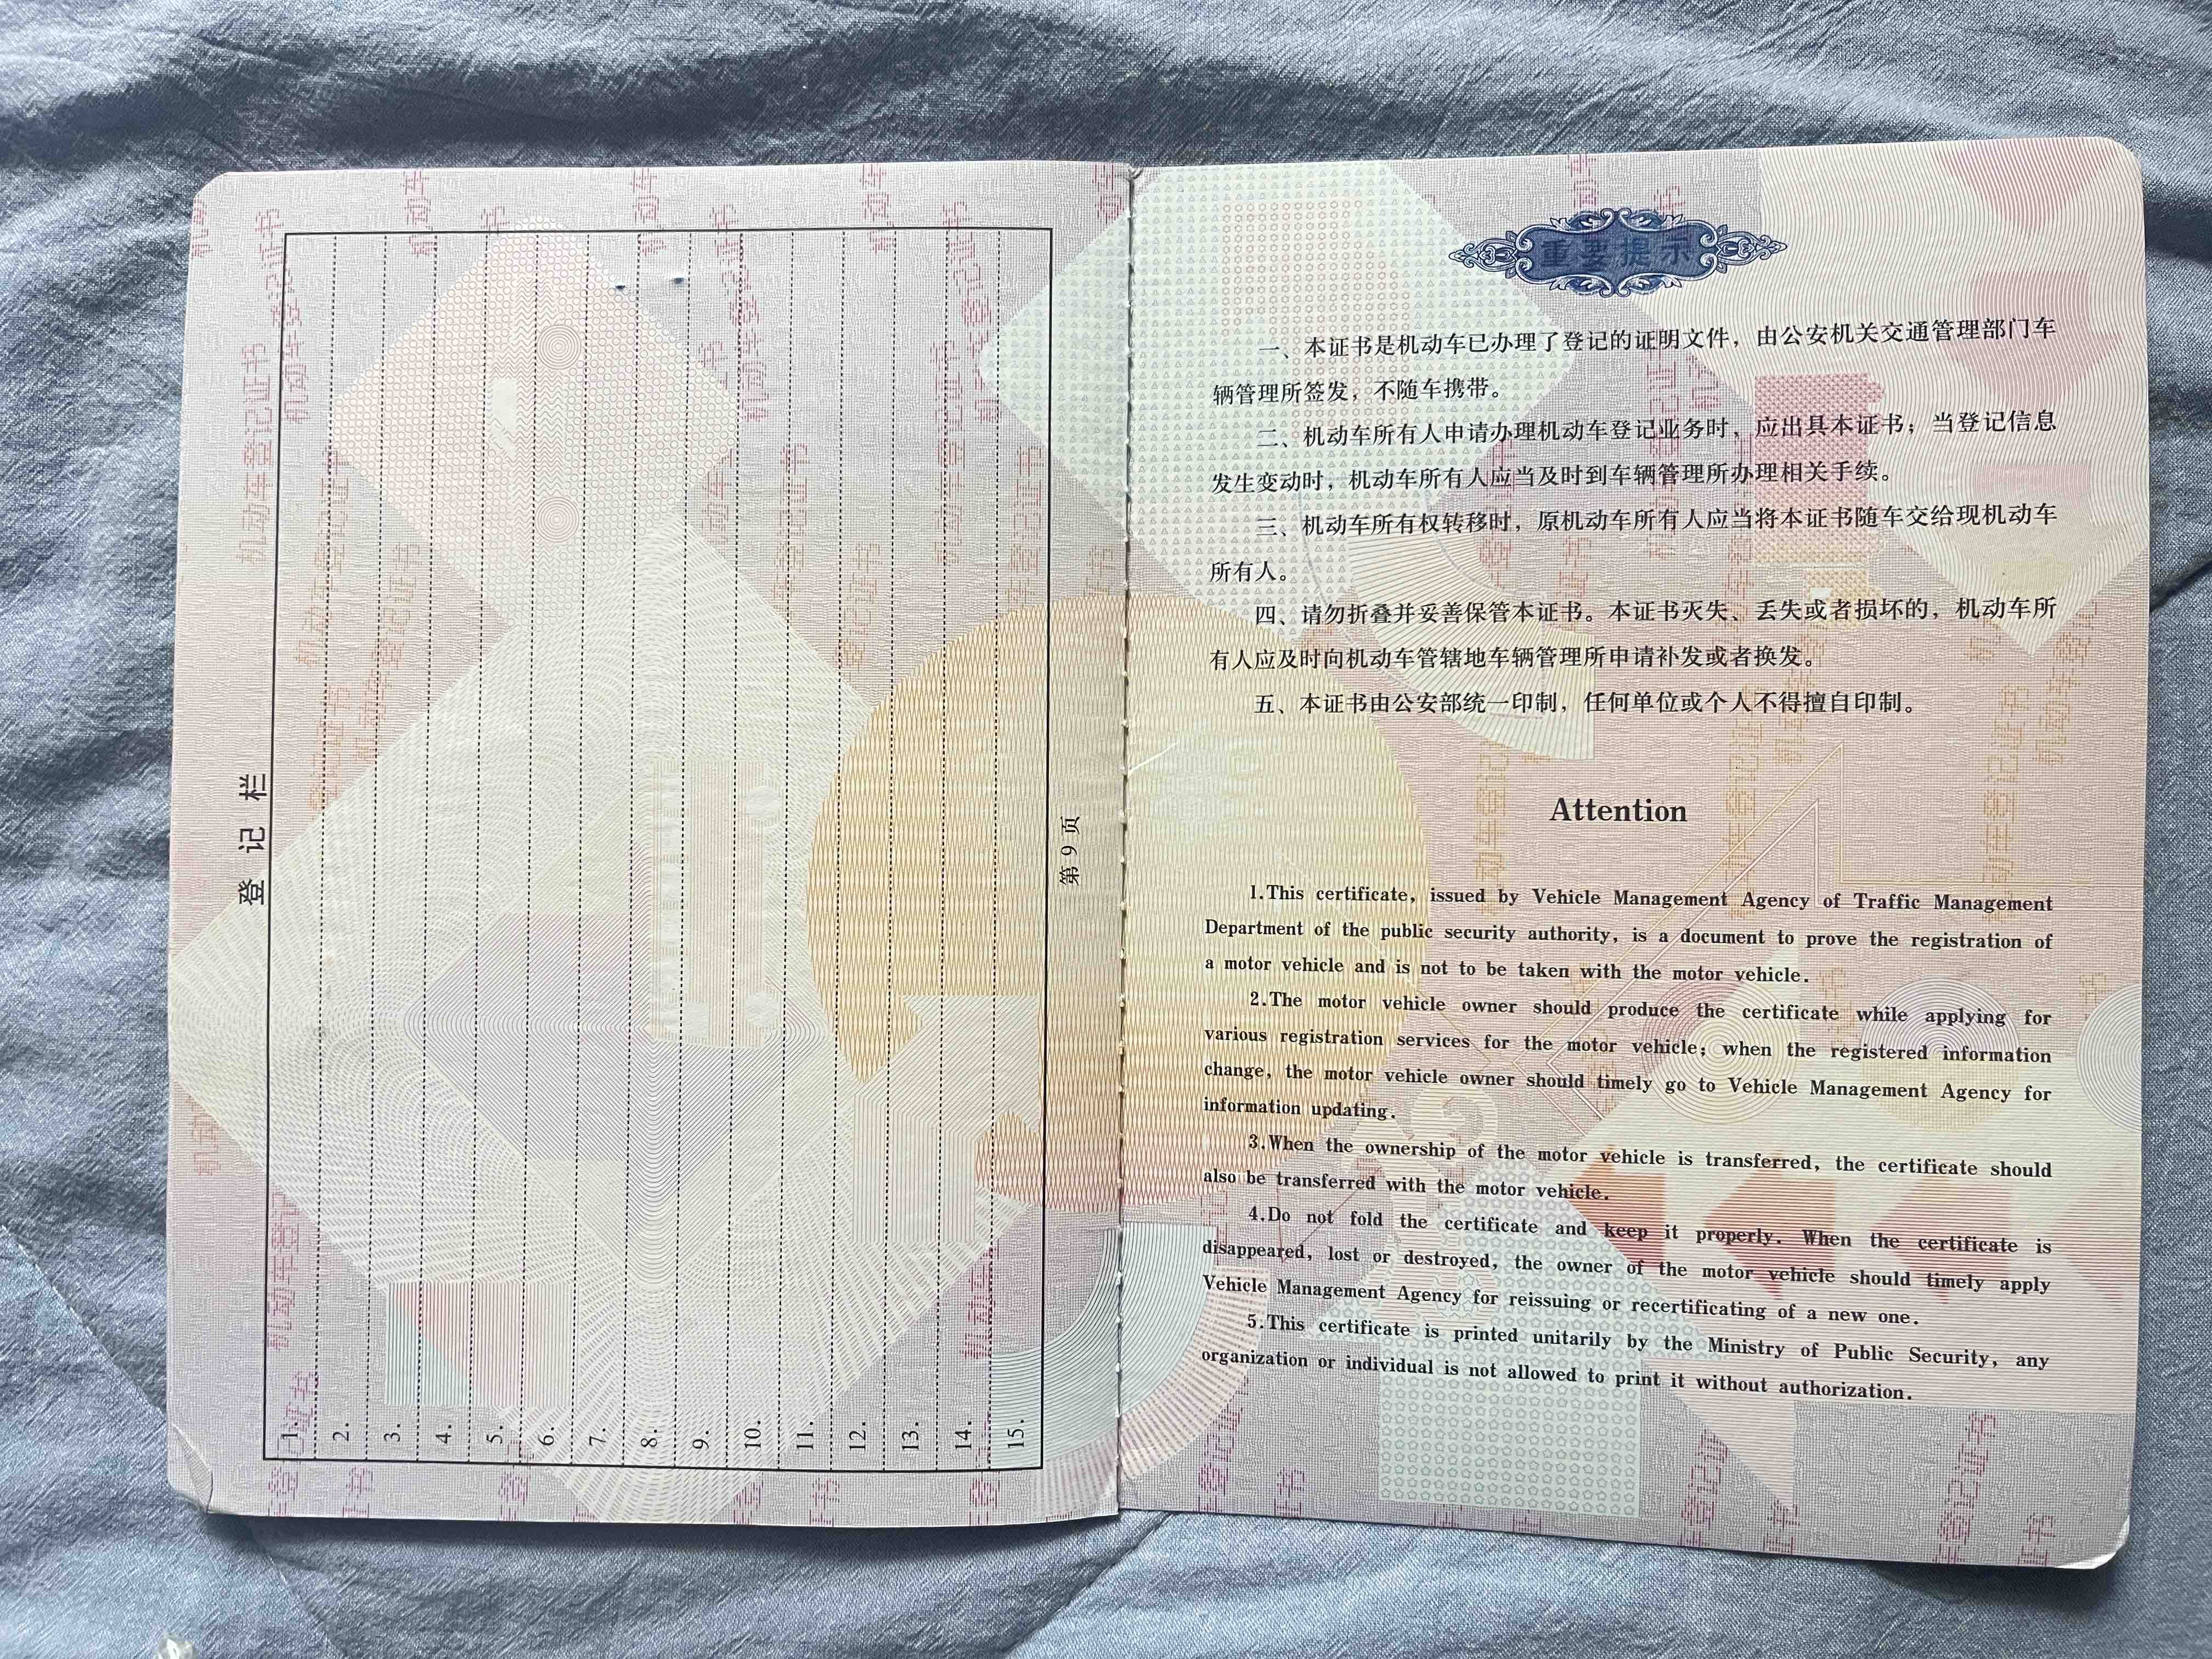 登记栏
1.
2.
3.
4.
5.
6.
7.
8.
9.
10.
11.
12.
13.
14.
15.
第 9 页
重要提示
一、本证书是机动车已办理了登记的证明文件，由公安机关交通管理部门车
辆管理所签发，不随车携带。
二、机动车所有人申请办理机动车登记业务时，应出具本证书；当登记信息
发生变动时，机动车所有人应当及时到车辆管理所办理相关手续。
三、机动车所有权转移时，原机动车所有人应当将本证书随车交给现机动车
所有人。
四、请勿折叠并妥善保管本证书。本证书灭失、丢失或者损坏的，机动车所
有人应及时向机动车管辖地车辆管理所申请补发或者换发。
五、本证书由公安部统一印制，任何单位或个人不得擅自印制。
Attention
1.This certificate, issued by Vehicle Management Agency of Traffic Management
Department of the public security authority, is a document to prove the registration of
a motor vehicle and is not to be taken with the motor vehicle.
2.The motor vehicle owner should produce the certificate while applying for
various registration services for the motor vehicle; when the registered information
change, the motor vehicle owner should timely go to Vehicle Management Agency for
information updating.
3.When the ownership of the motor vehicle is transferred, the certificate should
also be transferred with the motor vehicle.
4.Do not fold the certificate and keep it properly. When the certificate is
disappeared, lost or destroyed, the owner of the motor vehicle should timely apply
Vehicle Management Agency for reissuing or recertificating of a new one.
5.This certificate is printed unitarily by the Ministry of Public Security, any
organization or individual is not allowed to print it without authorization.